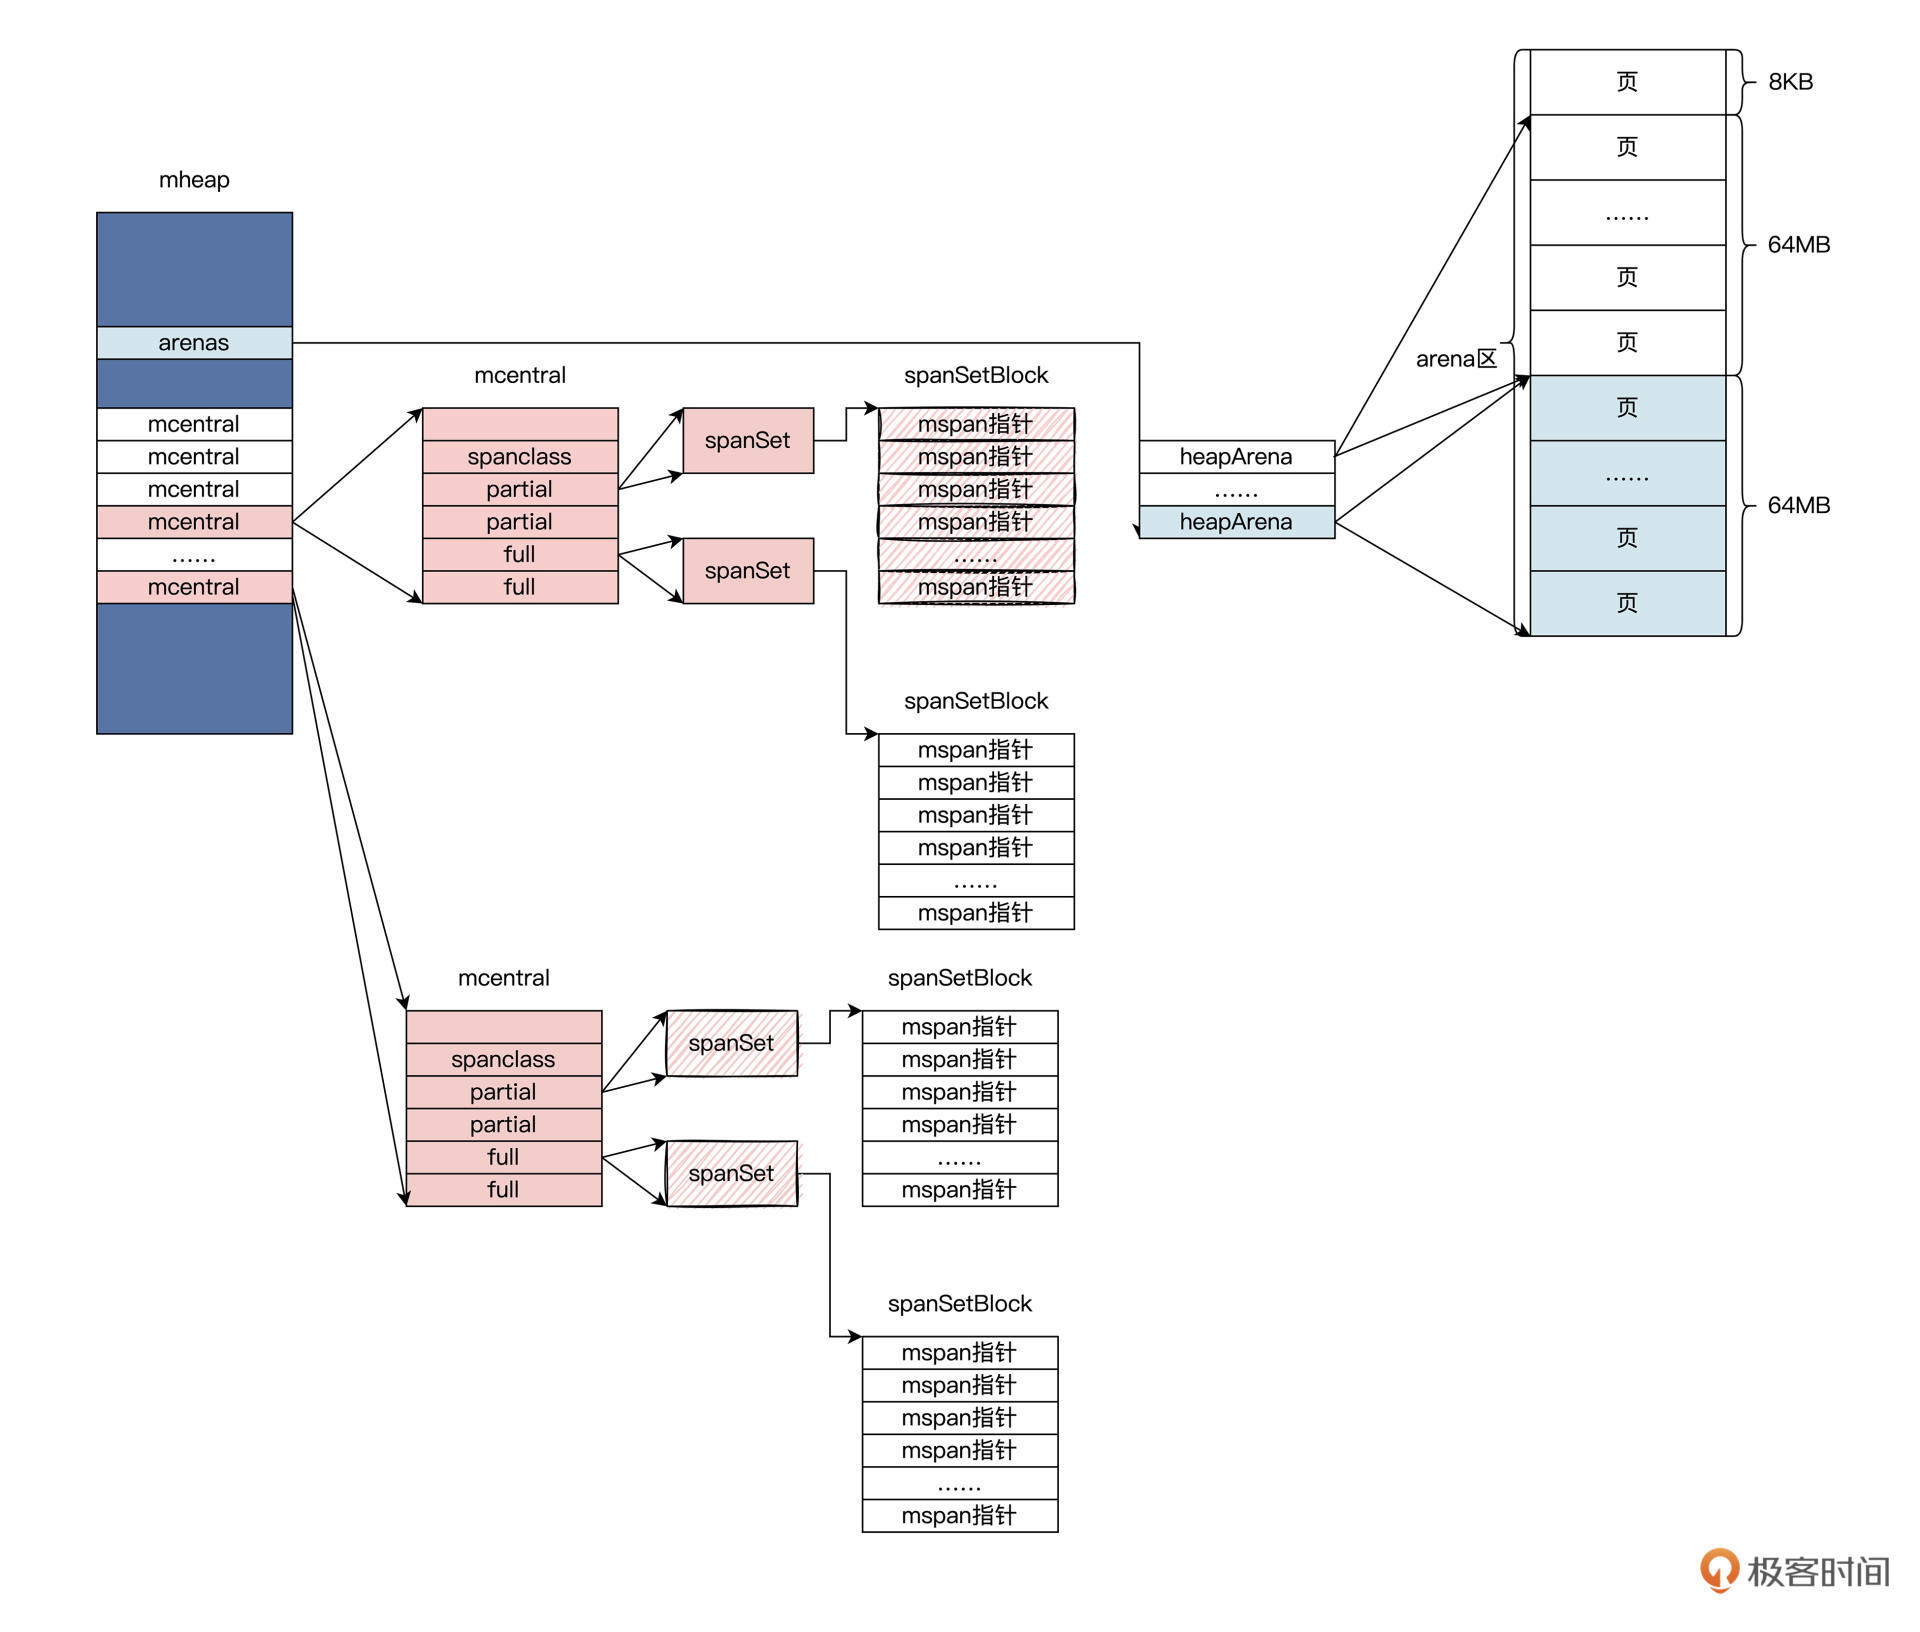 mheap
arenas
mcentral
mcentral
mcentral
mcentral
......
mcentral
mcentral
spanclass
partial
partial
full
full
spanSet
spanSet
spanSetBlock
mspan指针
mspan指针
mspan指针
mspan指针
......
mspan指针
spanSetBlock
mspan指针
mspan指针
mspan指针
mspan指针
......
mspan指针
heapArena
......
heapArena
arena区
页
页
......
页
页
页
......
页
页
8KB
64MB
64MB
mcentral
spanclass
partial
partial
full
full
spanSet
spanSet
spanSetBlock
mspan指针
mspan指针
mspan指针
mspan指针
......
mspan指针
spanSetBlock
mspan指针
mspan指针
mspan指针
mspan指针
......
mspan指针
极客时间